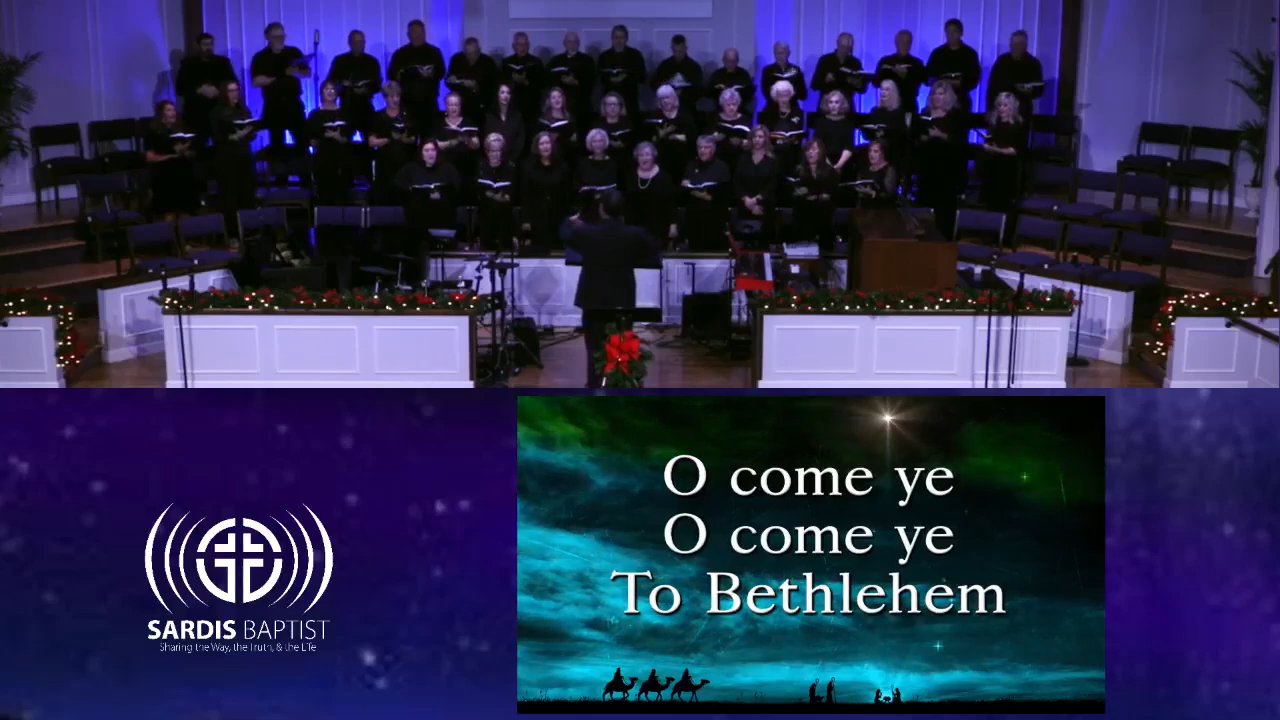 SARDIS BAPTIST
Sharing the Way, the Truth, & the Life
O come ye
O come ye
To Bethlehem